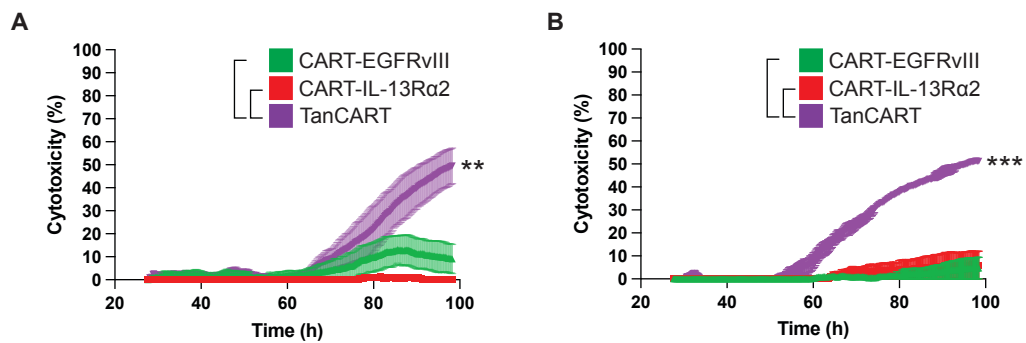 A
100
90
80
70
60
50
40
30
20
10
0
Cytotoxicity (%)
CART-EGFRvIII
CART-IL-13Rα2
TanCART
**
20 40 60 80 100
Time (h)
B
100
90
80
70
60
50
40
30
20
10
0
Cytotoxicity (%)
CART-EGFRvIII
CART-IL-13Rα2
TanCART
***
20 40 60 80 100
Time (h)